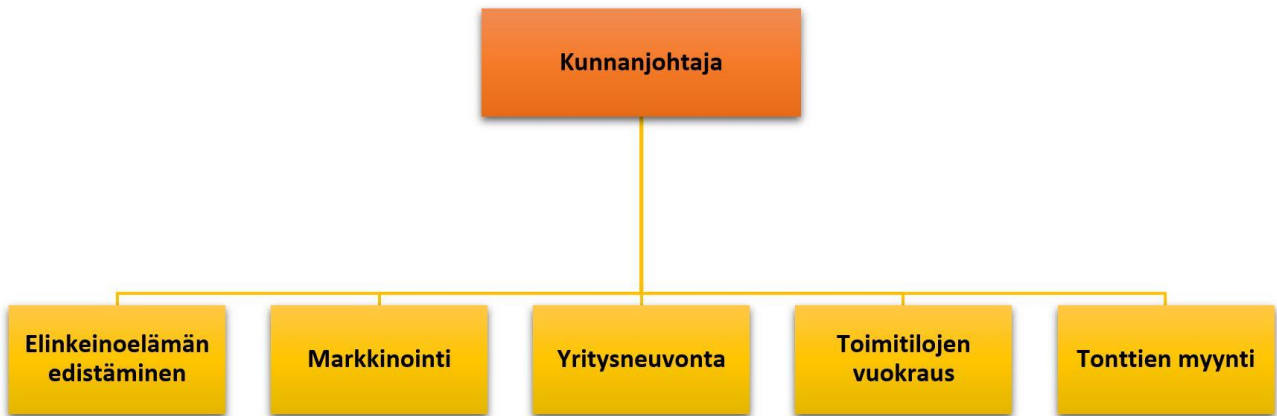 Kunnanjohtaja
Elinkeinoelämän
edistäminen
Markkinointi
Yritysneuvonta
Toimitilojen
vuokraus
Tonttien myynti